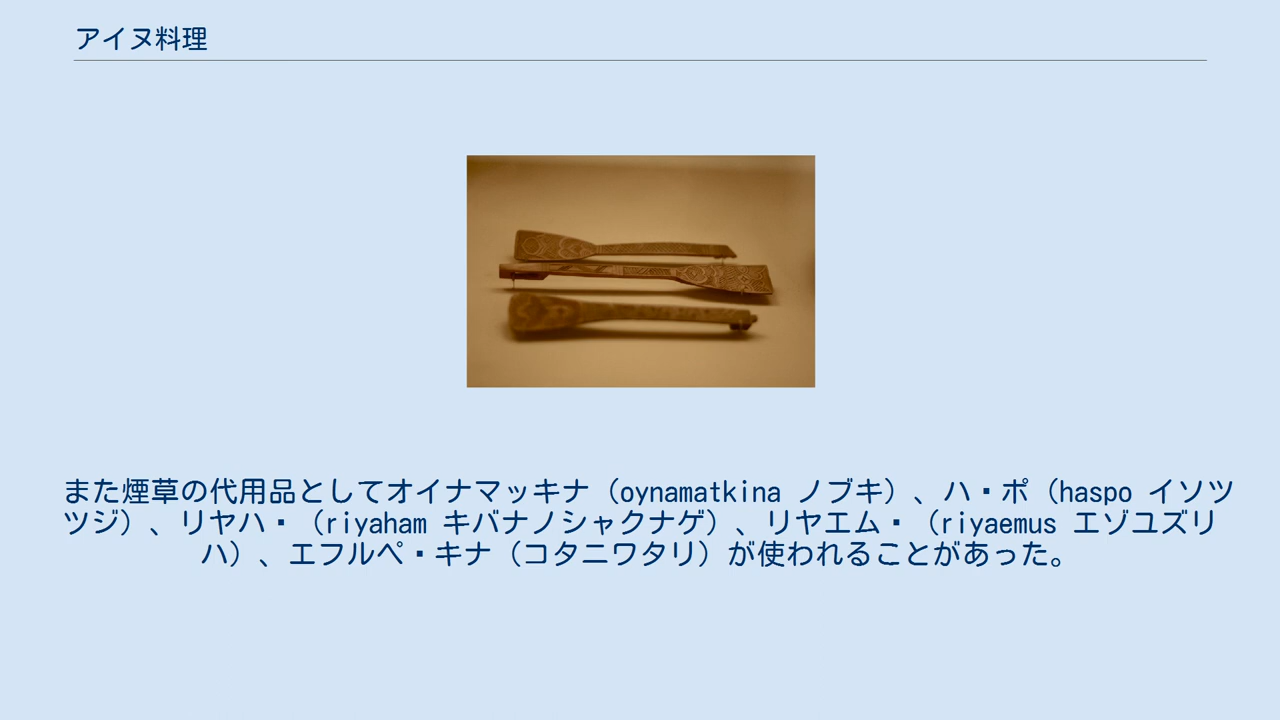 アイヌ料理
また煙草の代用品としてオイナマッキナ（oynamatkina ノブキ）、ハ・ポ（haspo イソツ
ツジ）、リヤハ・（riyaham キバナノシャクナゲ）、リヤエム・（riyaemus エゾユズリ
ハ）、エフルペ・キナ（コタニワタリ）が使われることがあった。